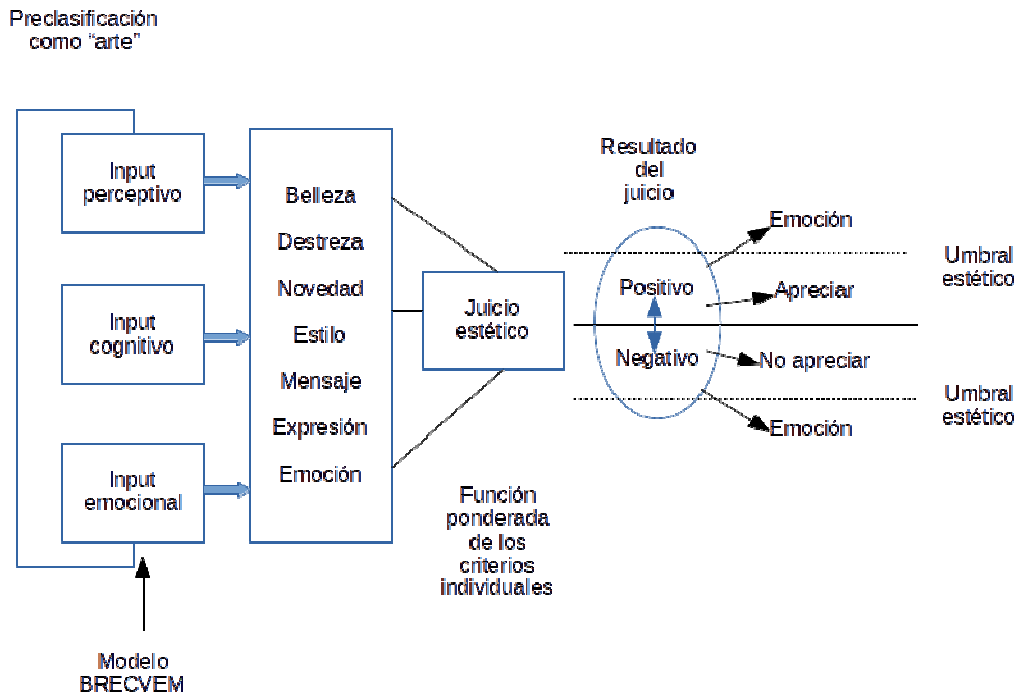 Preclasificación
como “arte”
Input
perceptivo
Input
cognitivo
Input
emocional
Modelo
BRECVEM
Belleza
Destreza
Novedad
Estilo
Mensaje
Expresión
Emoción
Juicio
estético
Función
ponderada
de los
criterios
individuales
Resultado
del
juicio
Positivo
Negativo
Emoción
Apreciar
No apreciar
Emoción
Umbral
estético
Umbral
estético